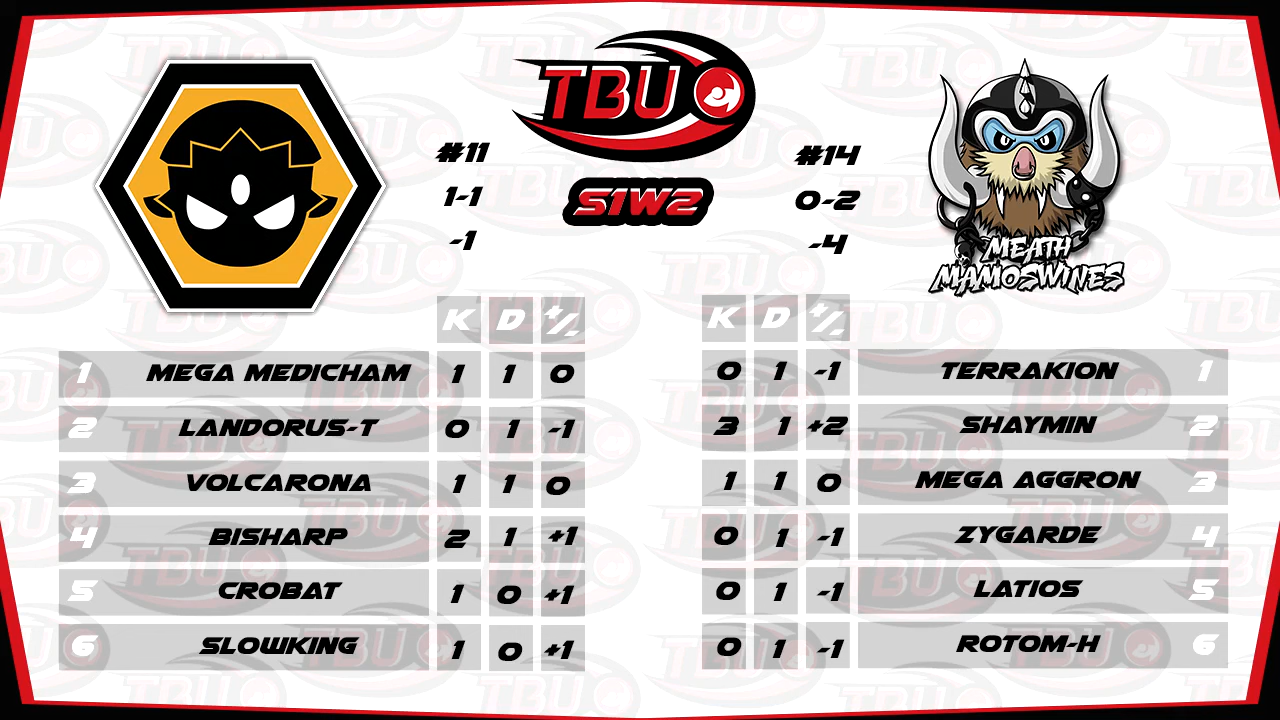 TBU
S1W2
#11
1-1
-1
#14
0-2
-4
MEATH
MAMOSWINES
K D +/-
1 MEGA MEDICHAM 1 1 0
2 LANDORUS-T 0 1 -1
3 VOLCARONA 1 1 0
4 BISHARP 2 1 +1
5 CROBAT 1 0 +1
6 SLOWKING 1 0 +1
K D +/-
0 1 -1 TERRAKION 1
3 1 +2 SHAYMIN 2
1 1 0 MEGA AGGRON 3
0 1 -1 ZYGARDE 4
0 1 -1 LATIOS 5
0 1 -1 ROTOM-H 6